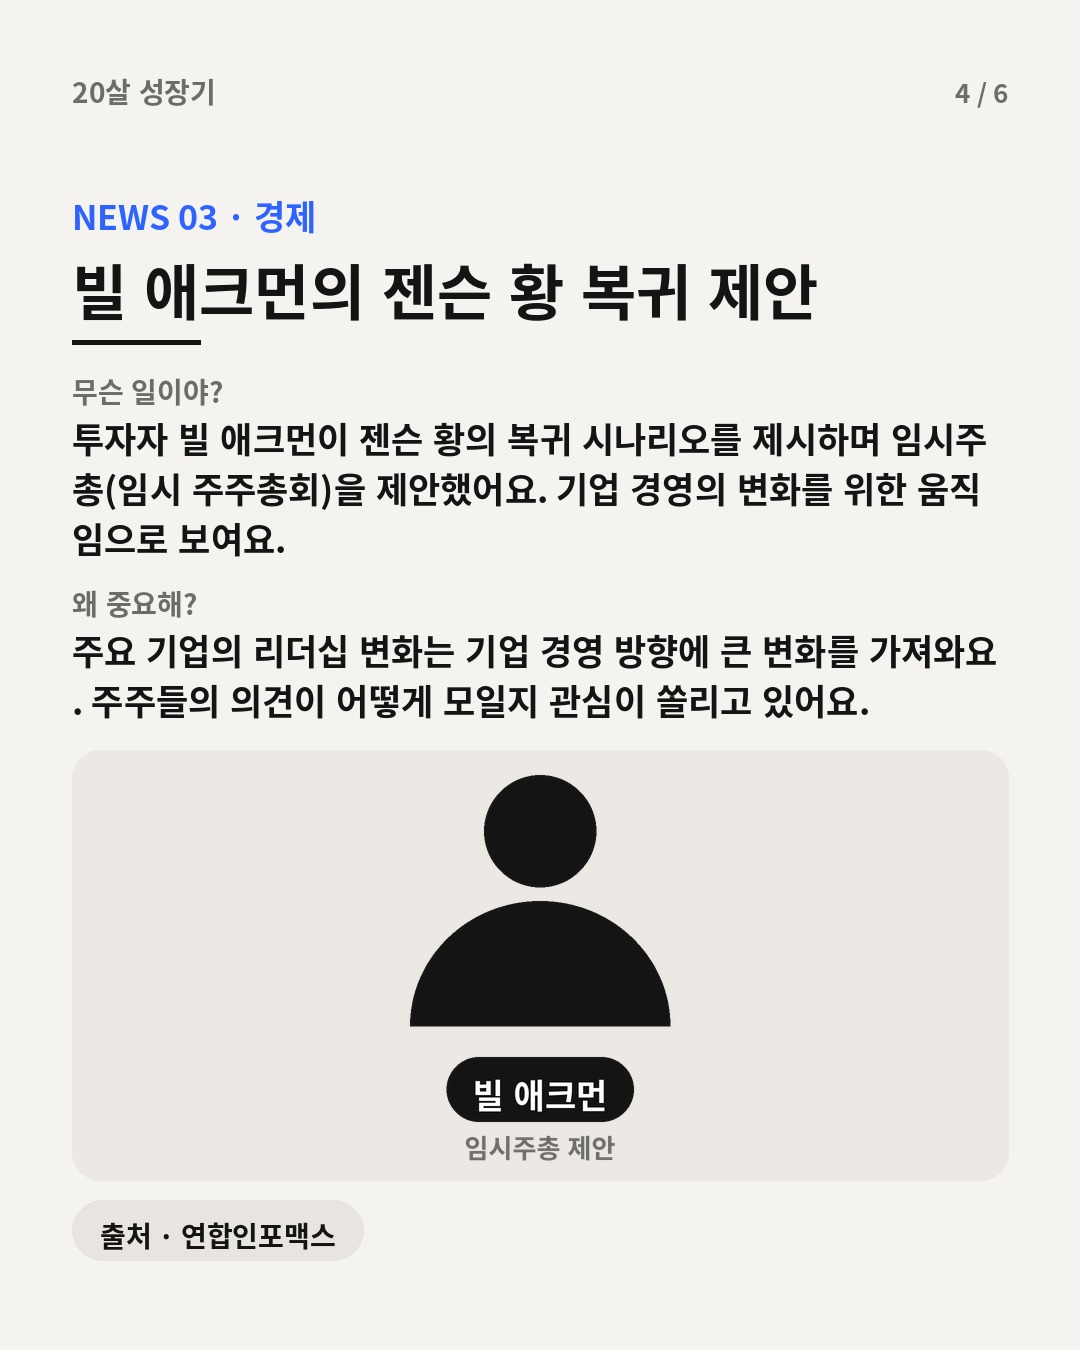 20살 성장기
4 / 6
NEWS 03 · 경제
빌 애크먼의 젠슨 황 복귀 제안
무슨 일이야?
투자자 빌 애크먼이 젠슨 황의 복귀 시나리오를 제시하며 임시주
총(임시 주주총회)을 제안했어요. 기업 경영의 변화를 위한 움직
임으로 보여요.
왜 중요해?
주요 기업의 리더십 변화는 기업 경영 방향에 큰 변화를 가져와요
. 주주들의 의견이 어떻게 모일지 관심이 쏠리고 있어요.
빌 애크먼
임시주총 제안
출처 · 연합인포맥스